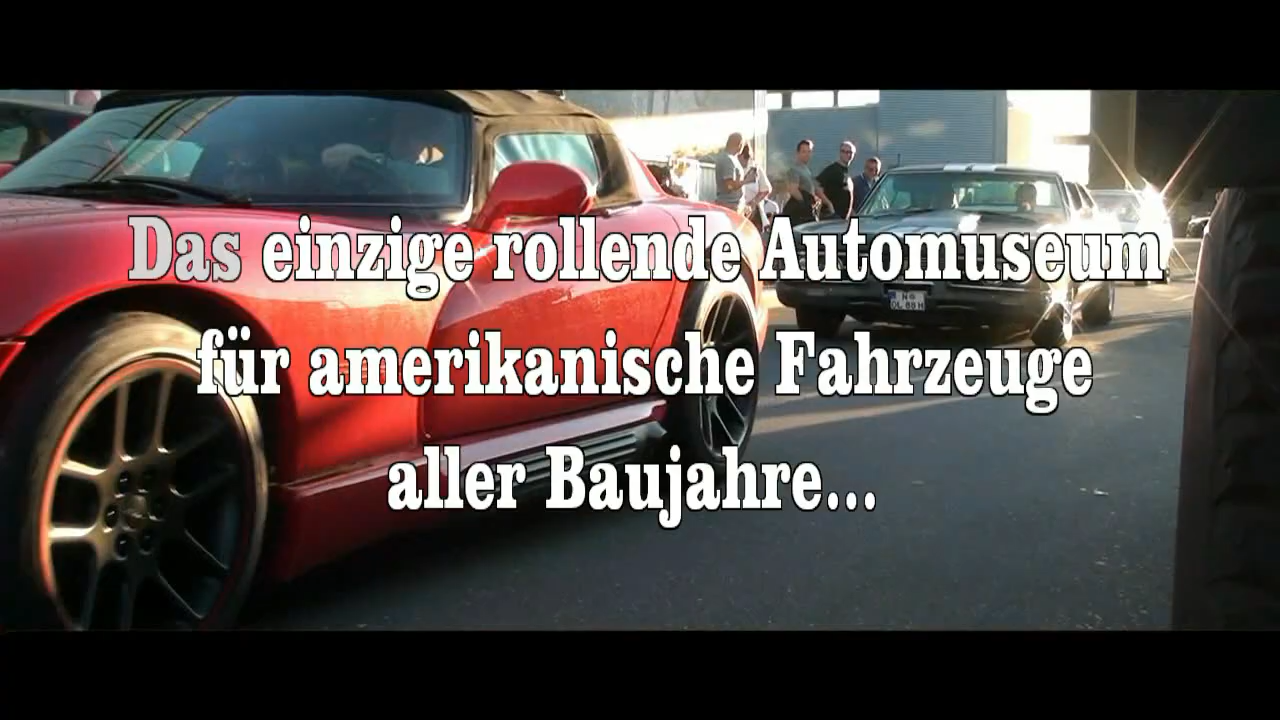 Das einzige rollende Automuseum
für amerikanische Fahrzeuge
aller Baujahre...